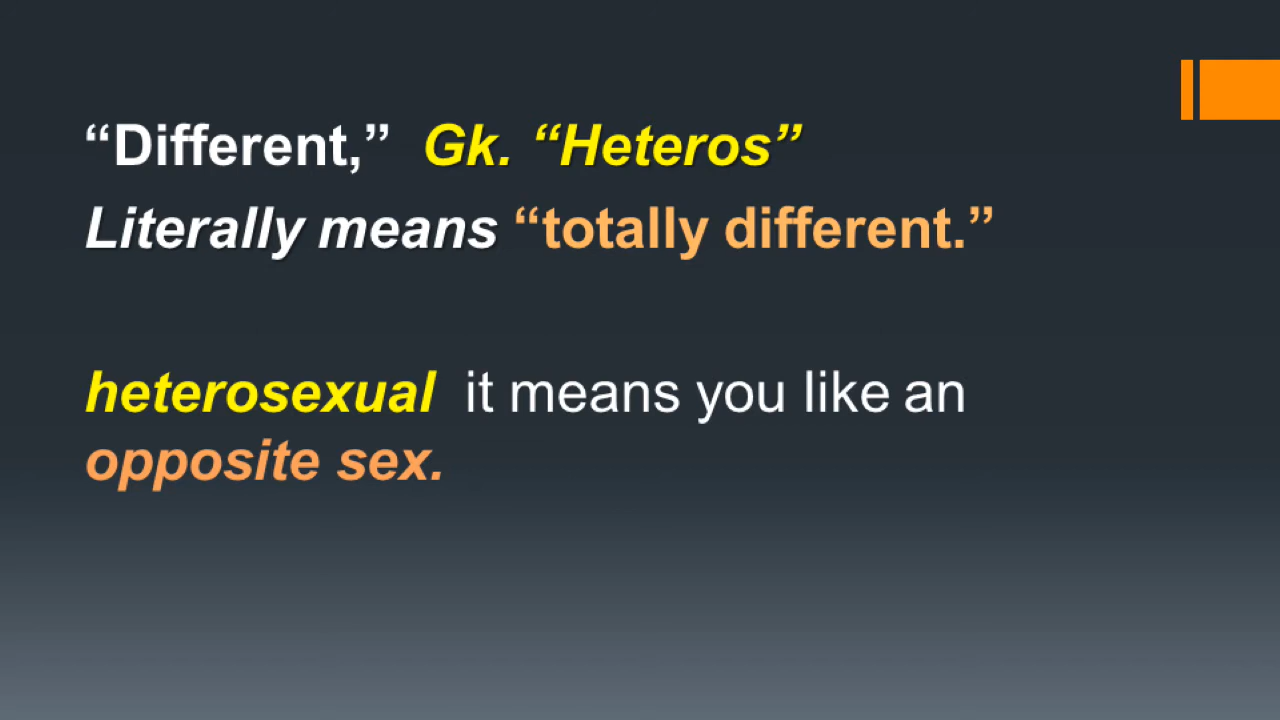 “Different,” Gk. “Heteros”
Literally means “totally different.”
heterosexual it means you like an
opposite sex.